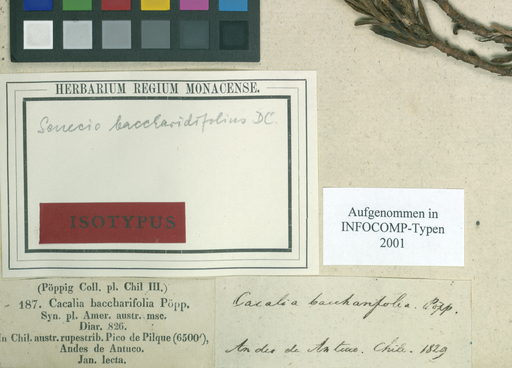 HERBARIUM REGIUM MONACENSE.
Senecio baccharidifolius DC.
ISOTYPUS
Aufgenommen in
INFOCOMP-Typen
2001
(Pöppig Coll. pl. Chil III.)
187. Cacalia baccharifolia Pöpp.
Syn. pl. Amer. austr. msc.
Diar. 826.
In Chil. austr. rupestrib. Pico de Pilque (6500′),
Andes de Antuco.
Jan. lecta.
Cacalia baccharifolia. Pöpp.
Andes de Antuco. Chile. 1829